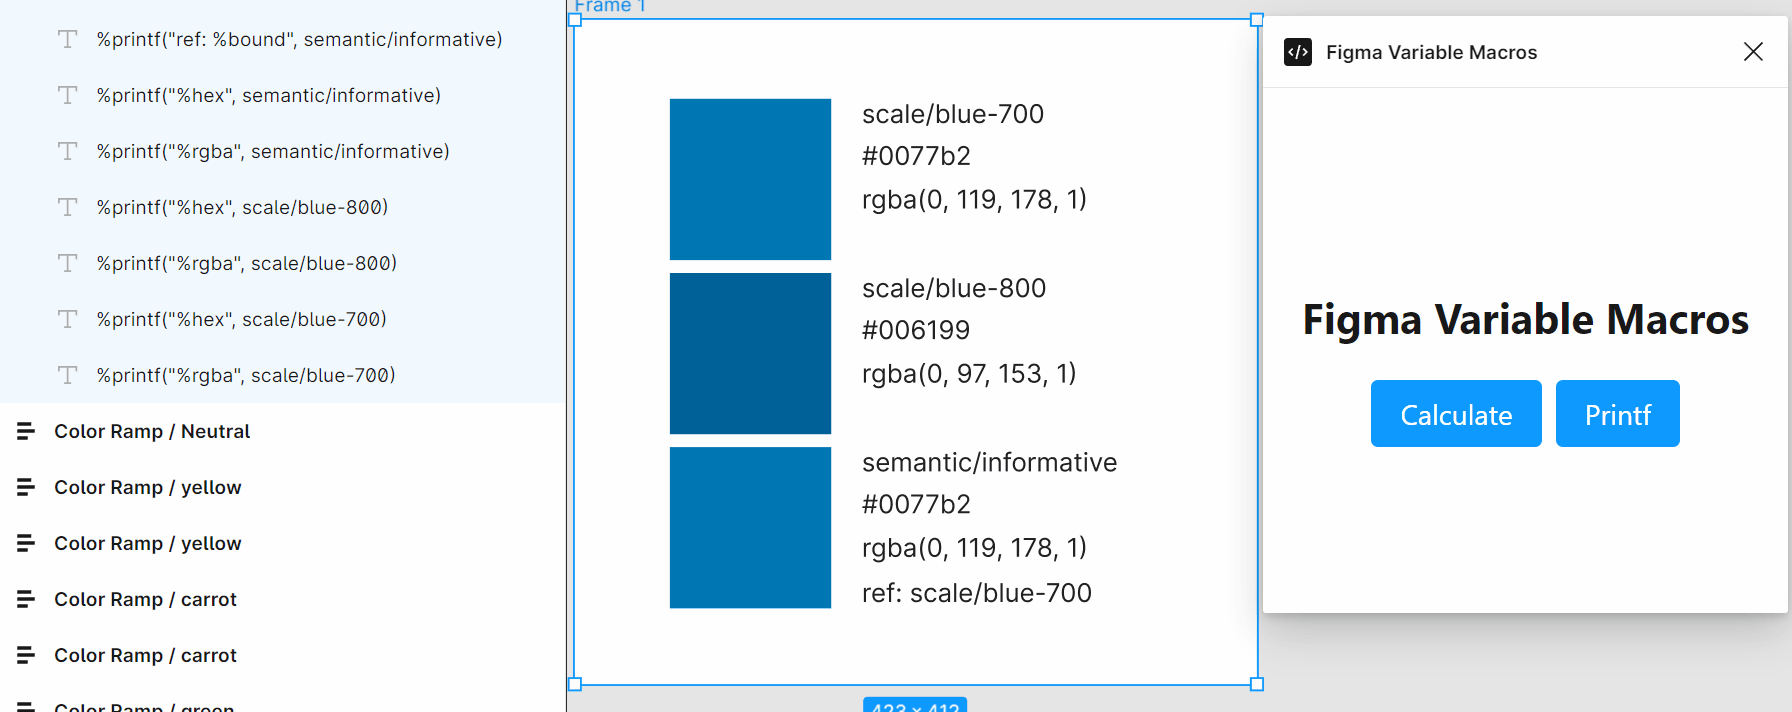 %printf("ref: %bound", semantic/informative)
%printf("%hex", semantic/informative)
%printf("%rgba", semantic/informative)
%printf("%hex", scale/blue-800)
%printf("%rgba", scale/blue-800)
%printf("%hex", scale/blue-700)
%printf("%rgba", scale/blue-700)
Color Ramp / Neutral
Color Ramp / yellow
Color Ramp / yellow
Color Ramp / carrot
Color Ramp / carrot
Color Ramp / green
Frame 1
scale/blue-700
#0077b2
rgba(0, 119, 178, 1)
scale/blue-800
#006199
rgba(0, 97, 153, 1)
semantic/informative
#0077b2
rgba(0, 119, 178, 1)
ref: scale/blue-700
423 × 412
Figma Variable Macros
Figma Variable Macros
Calculate
Printf